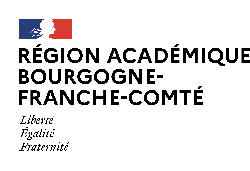 RÉGION ACADÉMIQUE
BOURGOGNE-
FRANCHE-COMTÉ
Liberté
Égalité
Fraternité